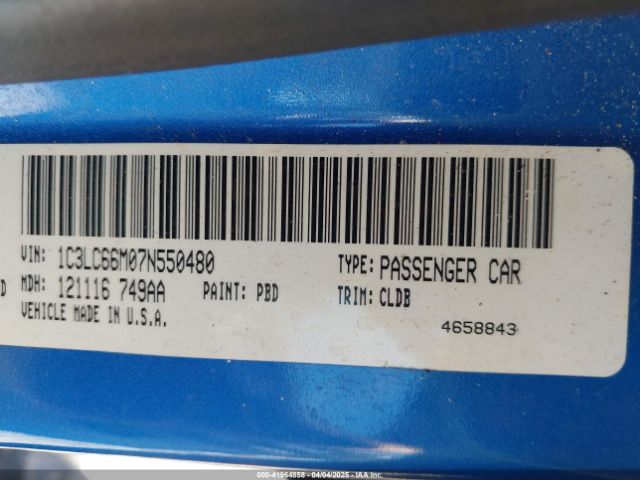 VIN: 1C3LC66M07N550480 TYPE: PASSENGER CAR
D MDH: 121116 749AA PAINT: PBD TRIM: CLDB
VEHICLE MADE IN U.S.A. 4658843
000-41964858 - 04/04/2025 - IAA Inc.